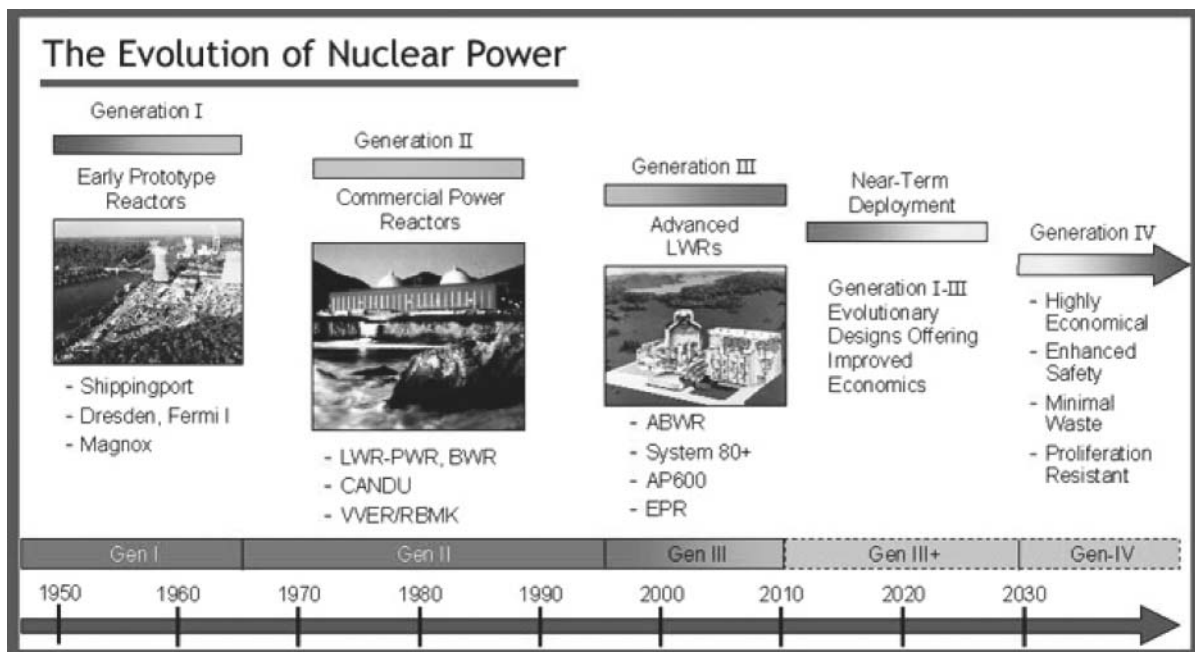 The Evolution of Nuclear Power
Generation I
Early Prototype
Reactors
- Shippingport
- Dresden, Fermi I
- Magnox
Generation II
Commercial Power
Reactors
- LWR-PWR, BWR
- CANDU
- VVER/RBMK
Generation III
Advanced
LWRs
- ABWR
- System 80+
- AP600
- EPR
Near-Term
Deployment
Generation I-III
Evolutionary
Designs Offering
Improved
Economics
Generation IV
- Highly
Economical
- Enhanced
Safety
- Minimal
Waste
- Proliferation
Resistant
Gen I
Gen II
Gen III
Gen III+
Gen-IV
1950
1960
1970
1980
1990
2000
2010
2020
2030